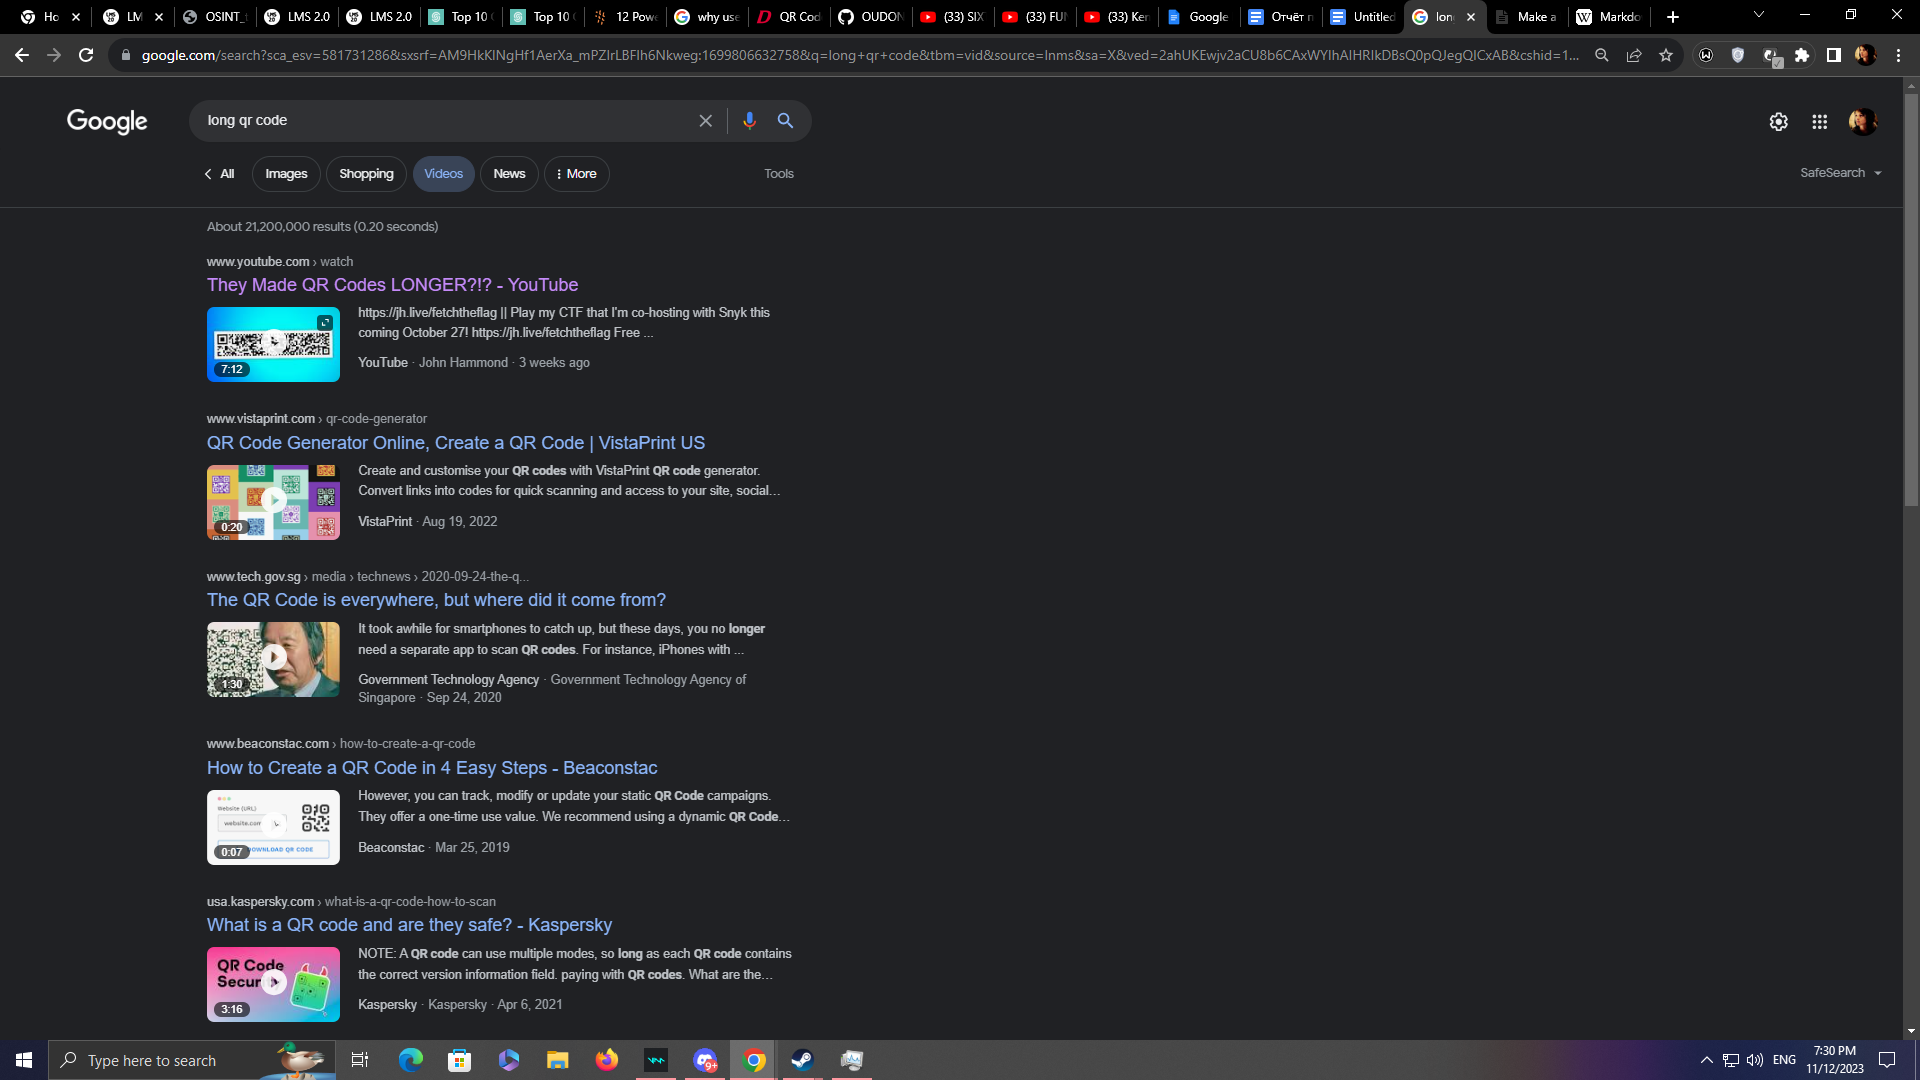 Ho
LM
OSINT_t
LMS 2.0
LMS 2.0
Top 10
Top 10
12 Powe
why use
QR Cod
OUDON
(33) SIX
(33) FUN
(33) Ken
Google
Отчёт п
Untitled
lon
Make a
Markdo
google.com/search?sca_esv=581731286&sxsrf=AM9HkKlNgHf1AerXa_mPZIrLBFIh6Nkweg:1699806632758&q=long+qr+code&tbm=vid&source=lnms&sa=X&ved=2ahUKEwjv2aCU8b6CAxWYIhAIHRIkDBsQ0pQJegQICxAB&cshid=1...
Google
long qr code
All
Images
Shopping
Videos
News
More
Tools
SafeSearch
About 21,200,000 results (0.20 seconds)
www.youtube.com › watch
They Made QR Codes LONGER?!? - YouTube
7:12
https://jh.live/fetchtheflag || Play my CTF that I'm co-hosting with Snyk this
coming October 27! https://jh.live/fetchtheflag Free ...
YouTube · John Hammond · 3 weeks ago
www.vistaprint.com › qr-code-generator
QR Code Generator Online, Create a QR Code | VistaPrint US
0:20
Create and customise your QR codes with VistaPrint QR code generator.
Convert links into codes for quick scanning and access to your site, social...
VistaPrint · Aug 19, 2022
www.tech.gov.sg › media › technews › 2020-09-24-the-q...
The QR Code is everywhere, but where did it come from?
1:30
It took awhile for smartphones to catch up, but these days, you no longer
need a separate app to scan QR codes. For instance, iPhones with ...
Government Technology Agency · Government Technology Agency of
Singapore · Sep 24, 2020
www.beaconstac.com › how-to-create-a-qr-code
How to Create a QR Code in 4 Easy Steps - Beaconstac
Website (URL)
website.com
DOWNLOAD QR CODE
0:07
However, you can track, modify or update your static QR Code campaigns.
They offer a one-time use value. We recommend using a dynamic QR Code...
Beaconstac · Mar 25, 2019
usa.kaspersky.com › what-is-a-qr-code-how-to-scan
What is a QR code and are they safe? - Kaspersky
QR Code
Secur
3:16
NOTE: A QR code can use multiple modes, so long as each QR code contains
the correct version information field. paying with QR codes. What are the...
Kaspersky · Kaspersky · Apr 6, 2021
Type here to search
9+
ENG
7:30 PM
11/12/2023